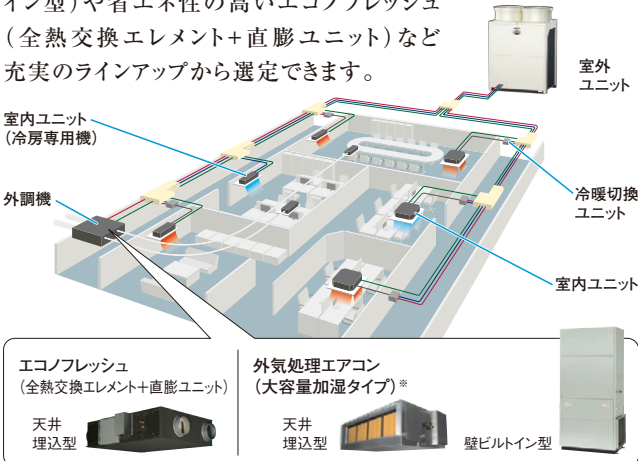 イン型）や省エネ性の高いエコノフレッシュ
（全熱交換エレメント＋直膨ユニット）など
充実のラインアップから選定できます。
室外
ユニット
室内ユニット
（冷房専用機）
外調機
冷暖切換
ユニット
室内ユニット
エコノフレッシュ
（全熱交換エレメント＋直膨ユニット）
天井
埋込型
外気処理エアコン
（大容量加湿タイプ）※
天井
埋込型
壁ビルトイン型